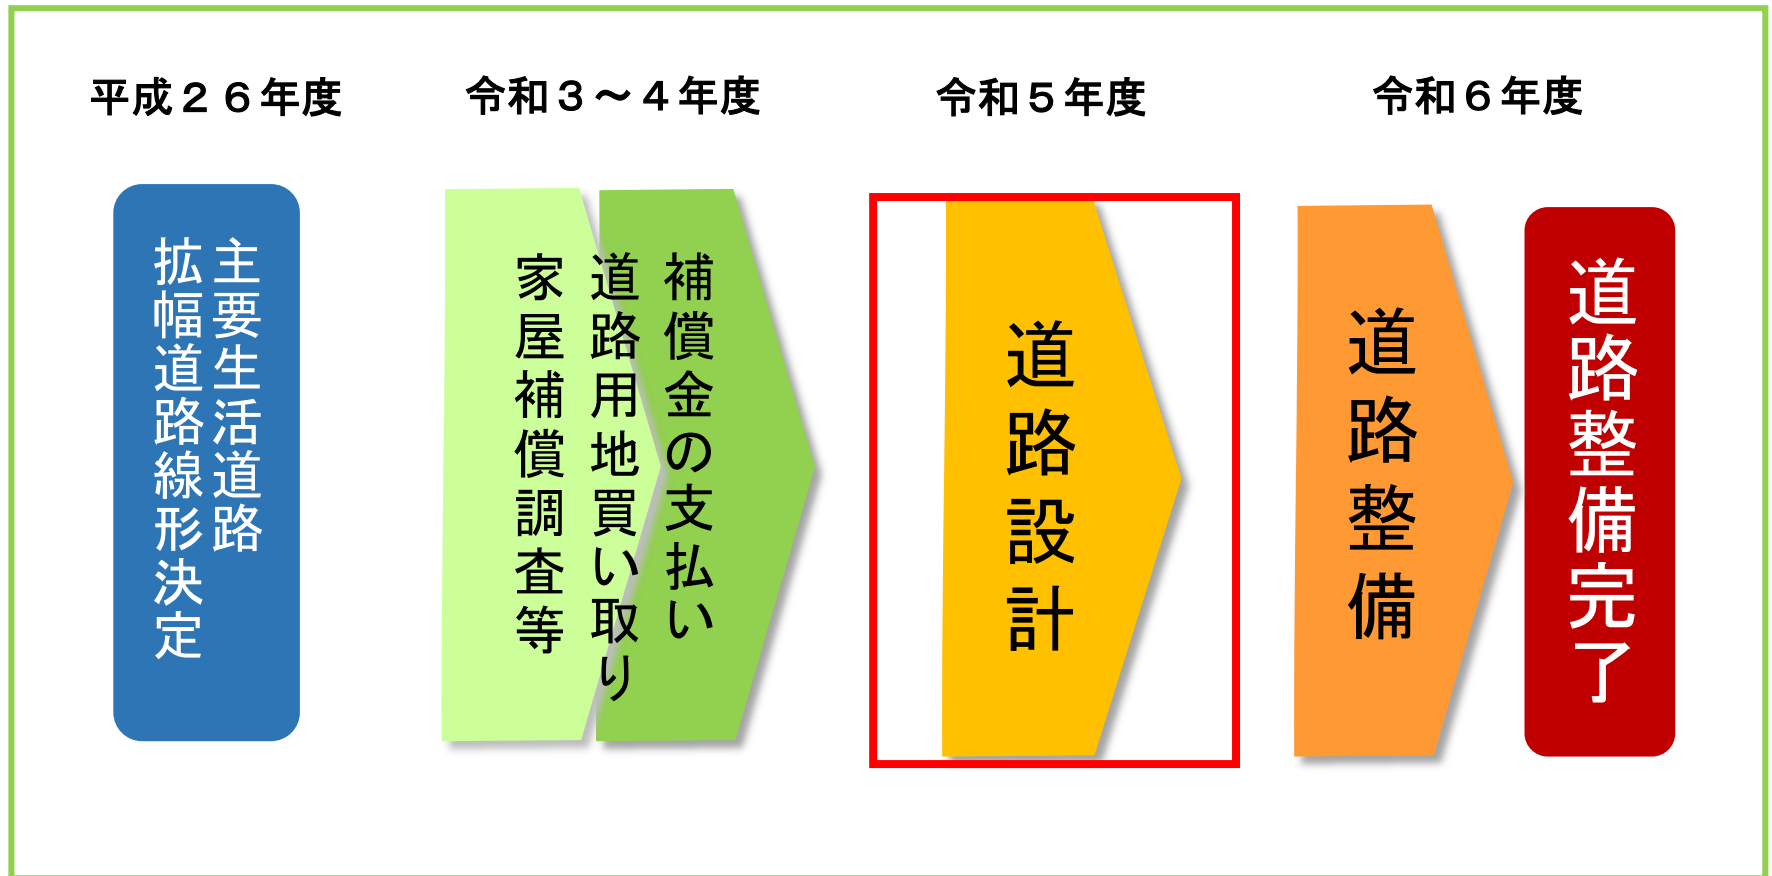 平成２６年度
令和３～４年度
令和５年度
令和６年度
主要生活道路
拡幅道路線形決定
家屋補償調査等
道路用地買い取り
補償金の支払い
道路設計
道路整備
道路整備完了